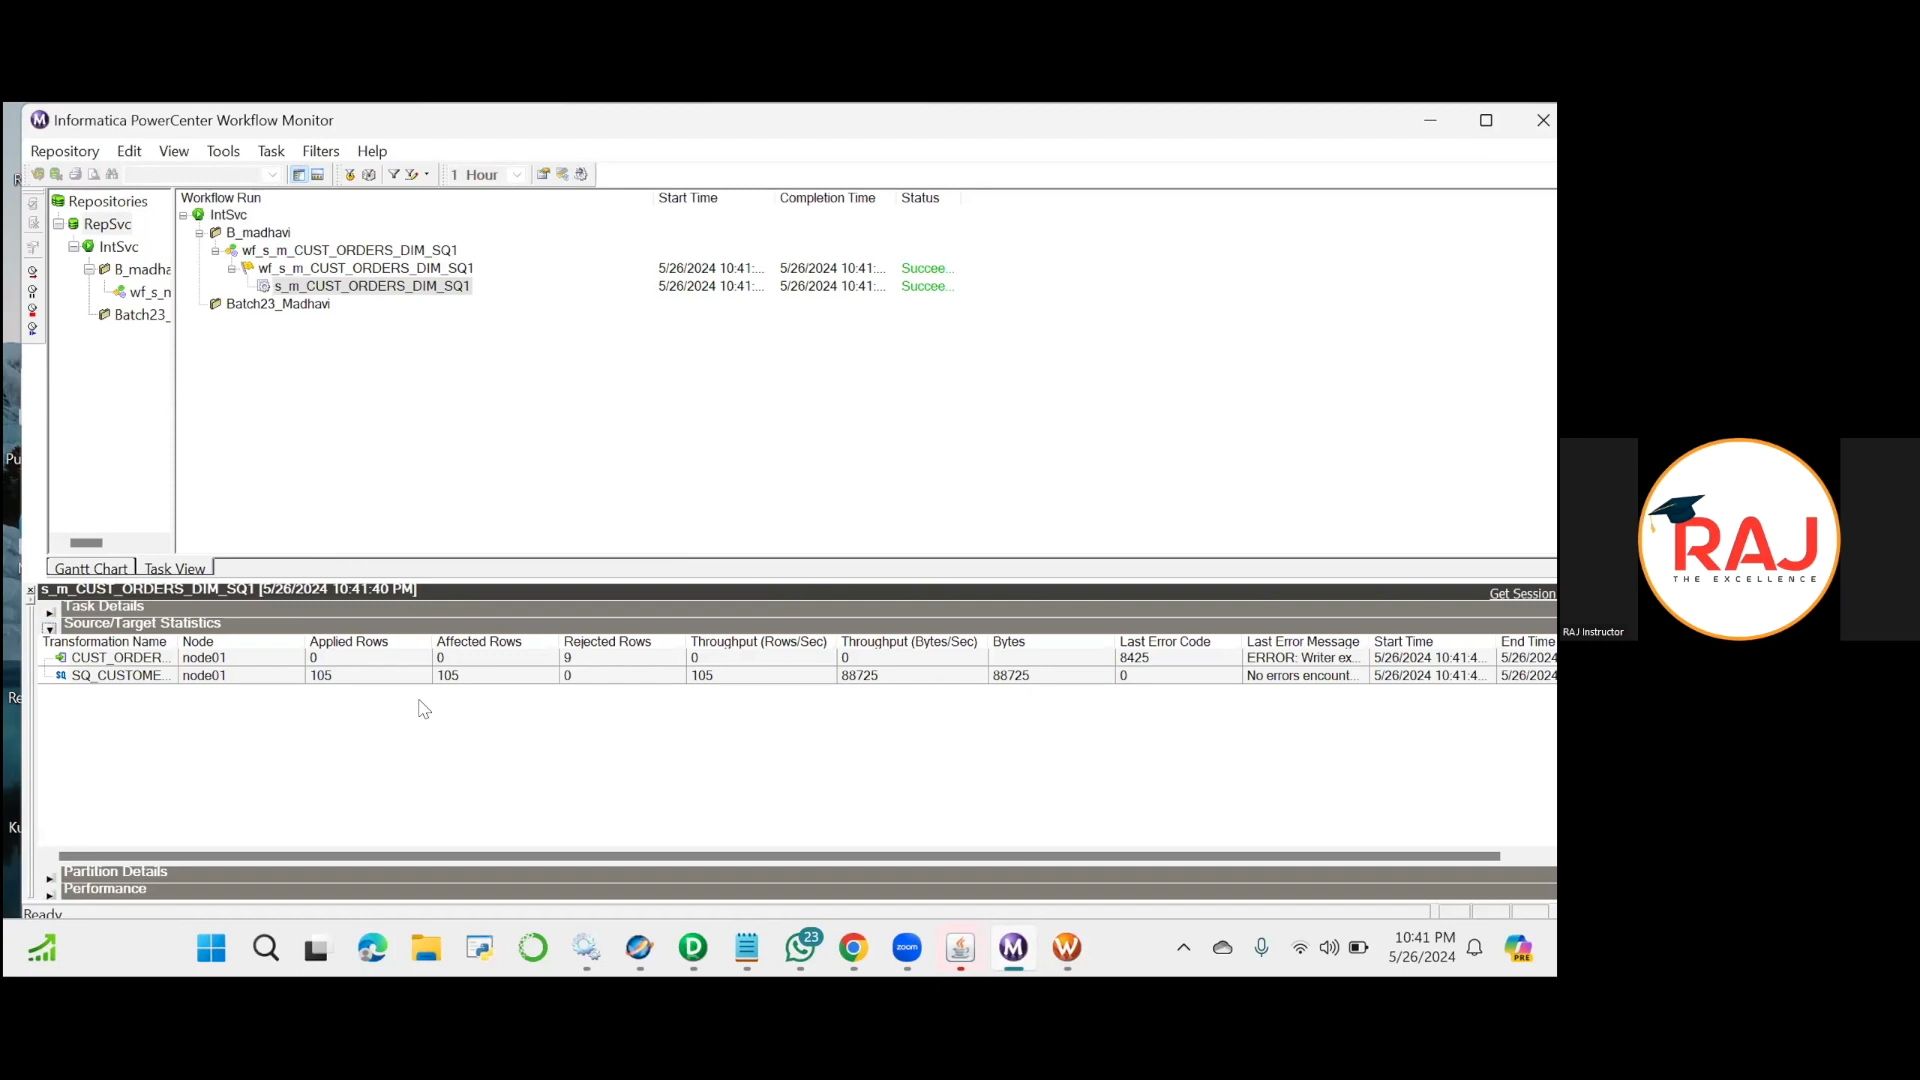 Informatica PowerCenter Workflow Monitor
Repository Edit View Tools Task Filters Help
1 Hour
Repositories
RepSvc
IntSvc
B_madha
wf_s_n
Batch23_
Workflow Run Start Time Completion Time Status
IntSvc
B_madhavi
wf_s_m_CUST_ORDERS_DIM_SQ1
wf_s_m_CUST_ORDERS_DIM_SQ1 5/26/2024 10:41:... 5/26/2024 10:41:... Succee...
s_m_CUST_ORDERS_DIM_SQ1 5/26/2024 10:41:... 5/26/2024 10:41:... Succee...
Batch23_Madhavi
Gantt Chart Task View
s_m_CUST_ORDERS_DIM_SQ1 [5/26/2024 10:41:40 PM] Get Session
Task Details
Source/Target Statistics
Transformation Name Node Applied Rows Affected Rows Rejected Rows Throughput (Rows/Sec) Throughput (Bytes/Sec) Bytes Last Error Code Last Error Message Start Time End Time
CUST_ORDER... node01 0 0 9 0 0 8425 ERROR: Writer ex... 5/26/2024 10:41:4... 5/26/2024
SQ_CUSTOME... node01 105 105 0 105 88725 88725 0 No errors encount... 5/26/2024 10:41:4... 5/26/2024
Partition Details
Performance
Ready
Pu
Re
Ku
23
zoom
10:41 PM
5/26/2024
PRE
RAJ
THE EXCELLENCE
RAJ Instructor